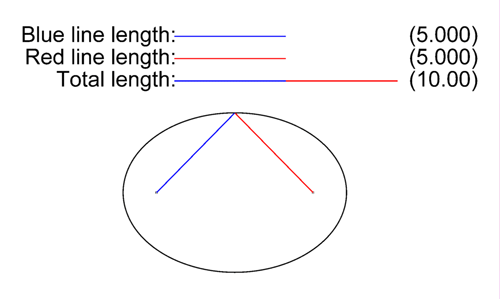 Blue line length: (5.000)
Red line length: (5.000)
Total length: (10.00)